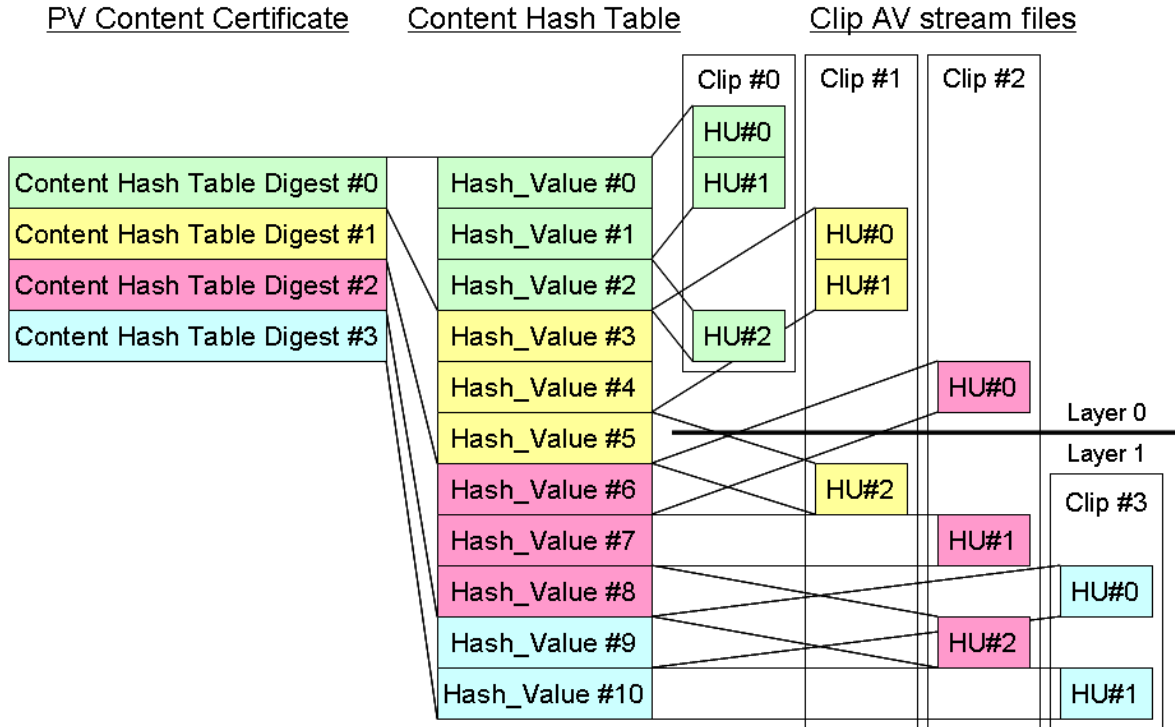 PV Content Certificate
Content Hash Table
Clip AV stream files
Clip #0
Clip #1
Clip #2
HU#0
Content Hash Table Digest #0
Hash_Value #0
HU#1
Content Hash Table Digest #1
Hash_Value #1
HU#0
Content Hash Table Digest #2
Hash_Value #2
HU#1
Content Hash Table Digest #3
Hash_Value #3
HU#2
Hash_Value #4
HU#0
Layer 0
Hash_Value #5
Layer 1
Hash_Value #6
HU#2
Clip #3
Hash_Value #7
HU#1
Hash_Value #8
HU#0
Hash_Value #9
HU#2
Hash_Value #10
HU#1